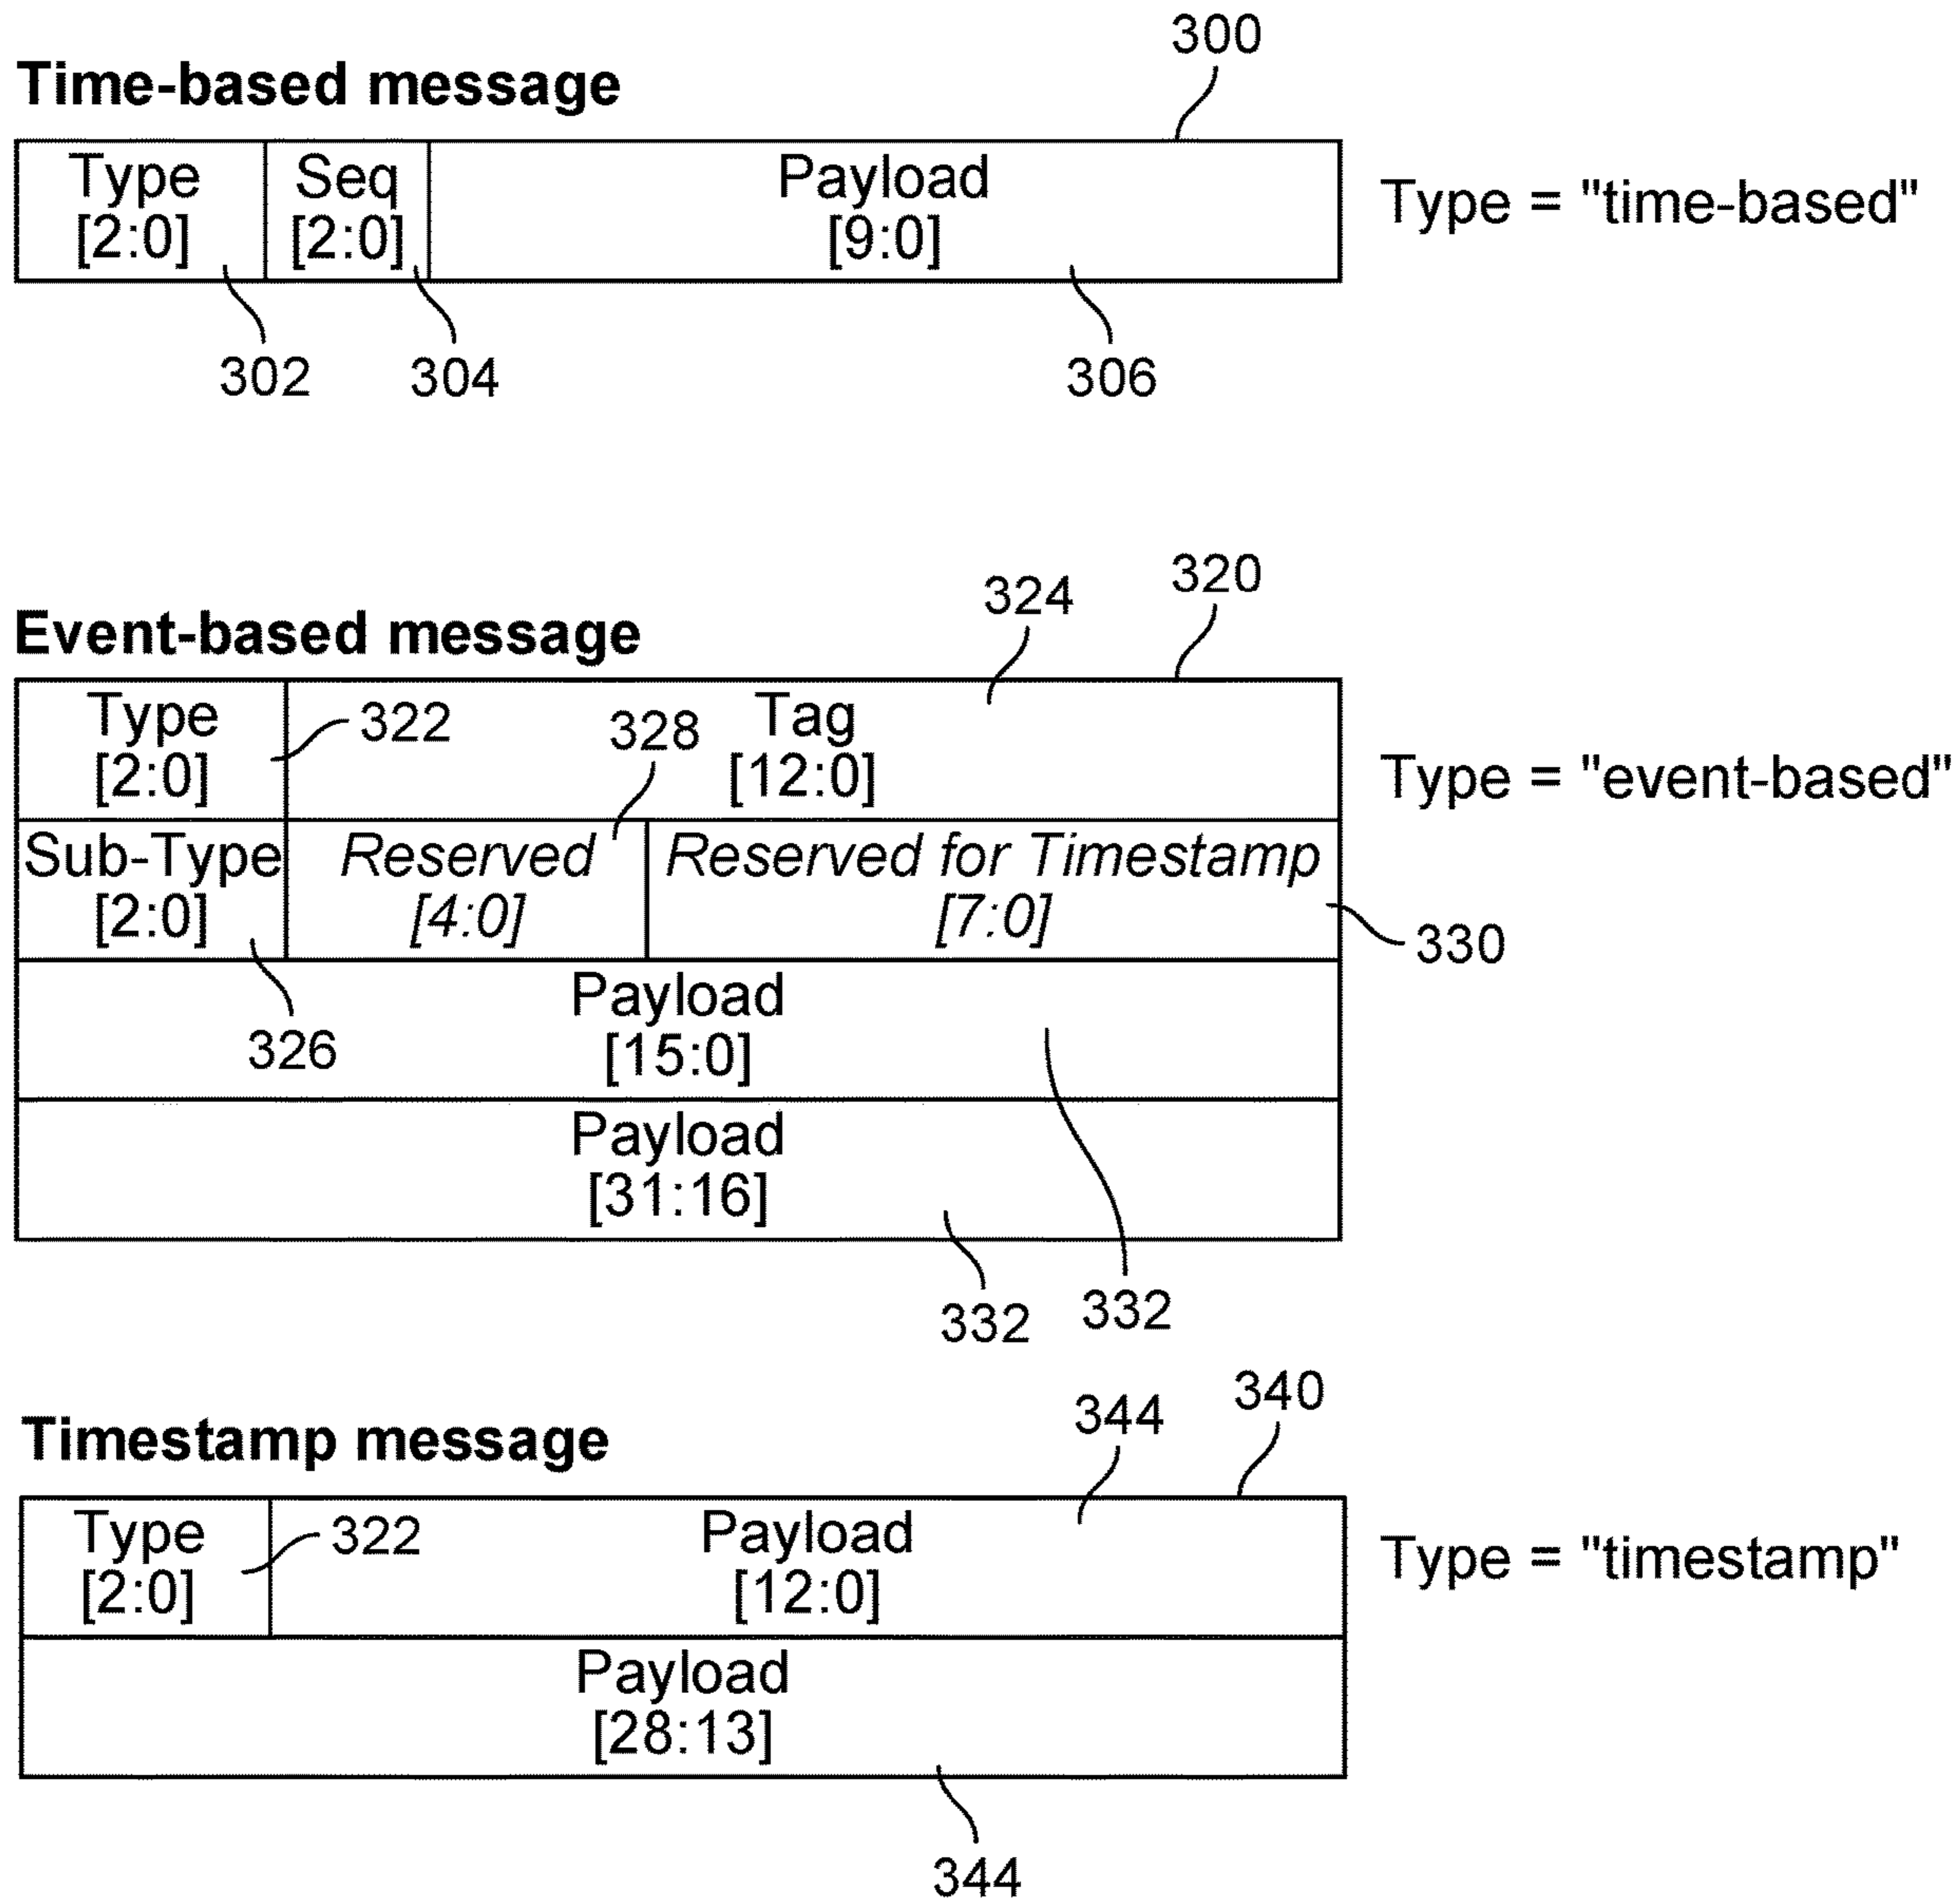 300
Time-based message
Type Seq Payload
[2:0] [2:0] [9:0]
Type = "time-based"
302 304 306
324 320
Event-based message
Type 322 328 Tag
[2:0] [12:0]
Type = "event-based"
Sub-Type Reserved Reserved for Timestamp
[2:0] [4:0] [7:0]
330
Payload
[15:0]
326
Payload
[31:16]
332 332
344 340
Timestamp message
Type 322 Payload
[2:0] [12:0]
Type = "timestamp"
Payload
[28:13]
344